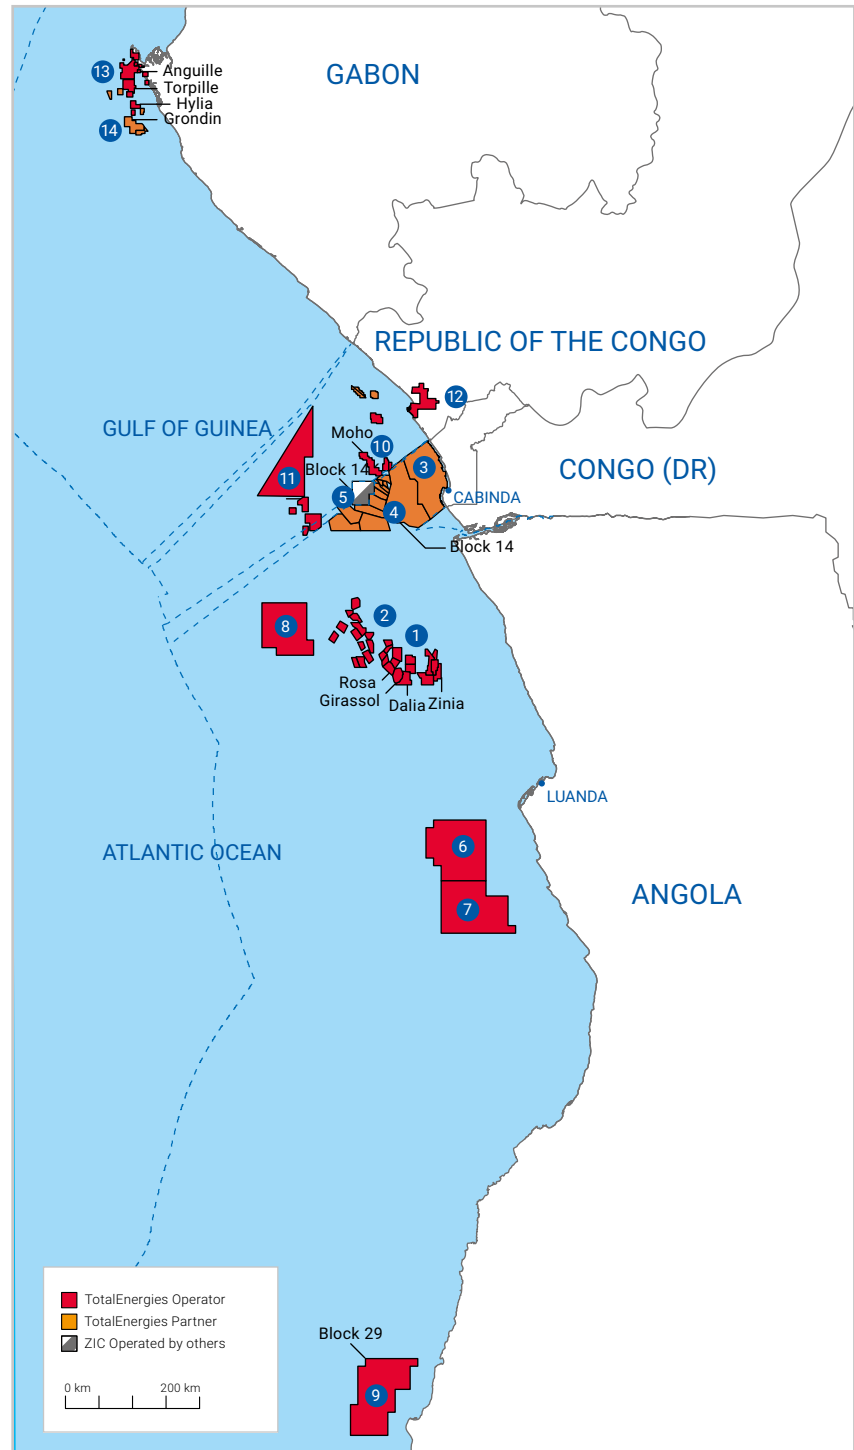 GABON
13
Anguille
Torpille
Hylia
Grondin
14
REPUBLIC OF THE CONGO
12
GULF OF GUINEA
Moho
10
3
Block 14
CONGO (DR)
11
5
CABINDA
4
Block 14
2
8
1
Rosa
Girassol
Dalia
Zinia
LUANDA
6
ATLANTIC OCEAN
ANGOLA
7
TotalEnergies Operator
TotalEnergies Partner
ZIC Operated by others
0 km 200 km
Block 29
9